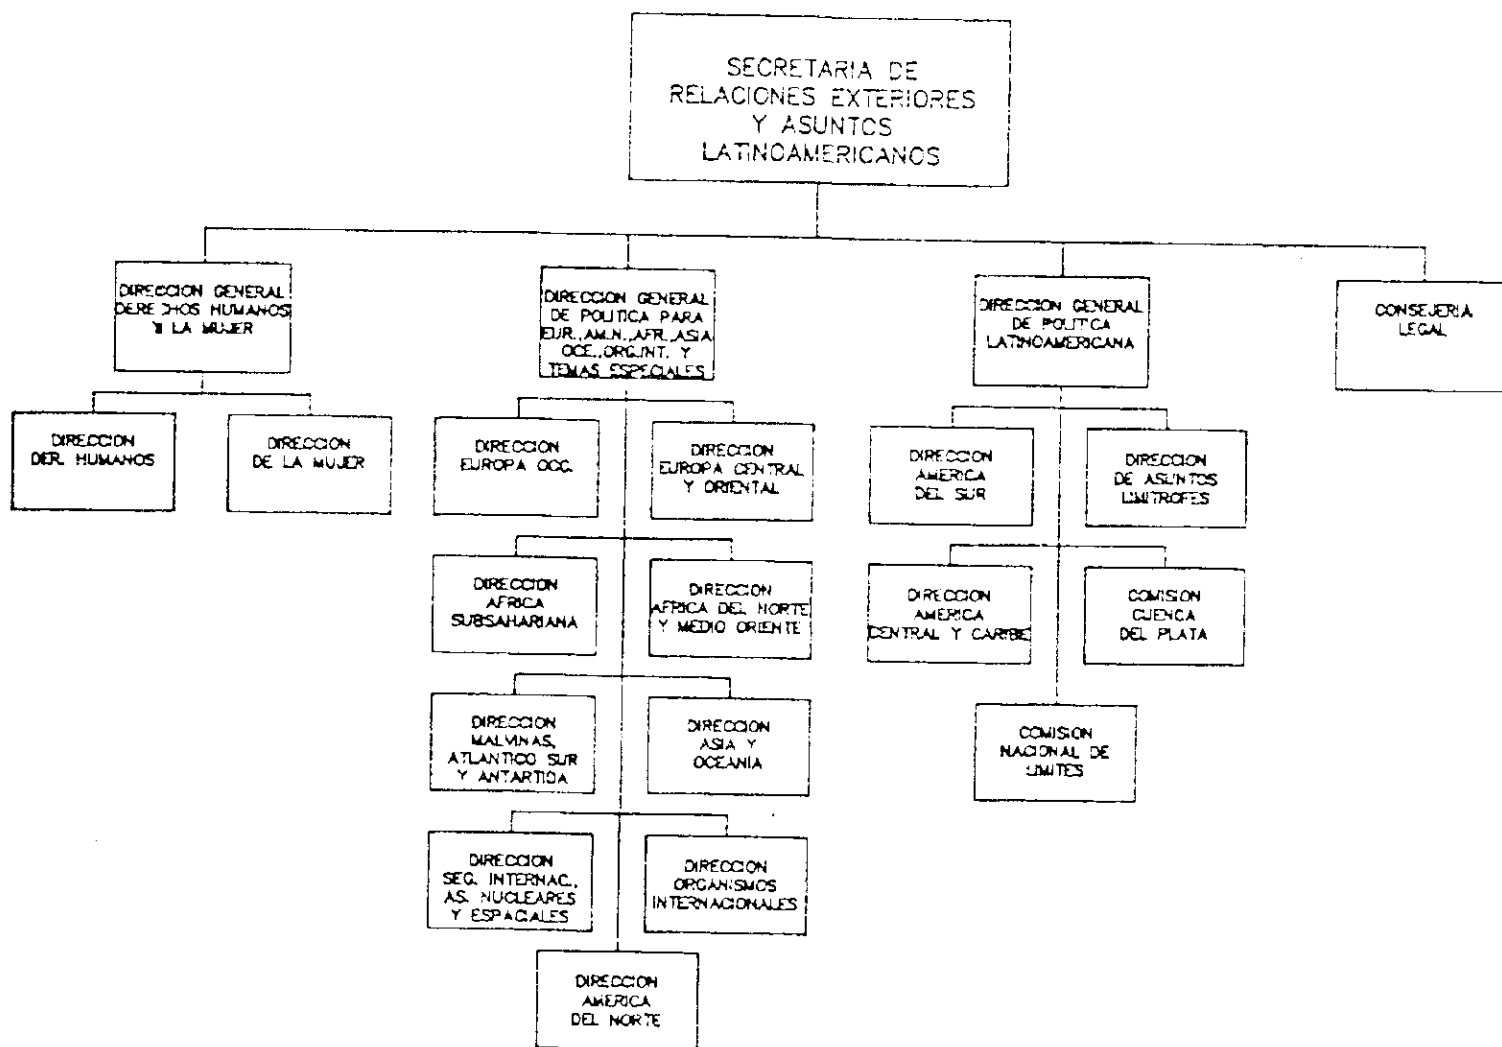 SECRETARIA DE
RELACIONES EXTERIORES
Y ASUNTOS
LATINOAMERICANOS
DIRECCION GENERAL
DERECHOS HUMANOS
LA MUJER
DIRECCION GENERAL
DE POLITICA PARA
EUR.,AM.N.,AFR.,ASIA
OCE.,ORG.INT. Y
TEMAS ESPECIALES
DIRECCION GENERAL
DE POLITICA
LATINOAMERICANA
CONSEJERIA
LEGAL
DIRECCION
DER. HUMANOS
DIRECCION
DE LA MUJER
DIRECCION
EUROPA OCC.
DIRECCION
EUROPA CENTRAL
Y ORIENTAL
DIRECCION
AMERICA
DEL SUR
DIRECCION
DE ASUNTOS
LIMITROFES
DIRECCION
AFRICA
SUBSAHARIANA
DIRECCION
AFRICA DEL NORTE
Y MEDIO ORIENTE
DIRECCION
AMERICA
CENTRAL Y CARIBE
COMISION
CUENCA
DEL PLATA
DIRECCION
MALVINAS,
ATLANTICO SUR
Y ANTARTIDA
DIRECCION
ASIA Y
OCEANIA
COMISION
NACIONAL DE
LIMITES
DIRECCION
SEG. INTERNAC.,
AS. NUCLEARES
Y ESPACIALES
DIRECCION
ORGANISMOS
INTERNACIONALES
DIRECCION
AMERICA
DEL NORTE